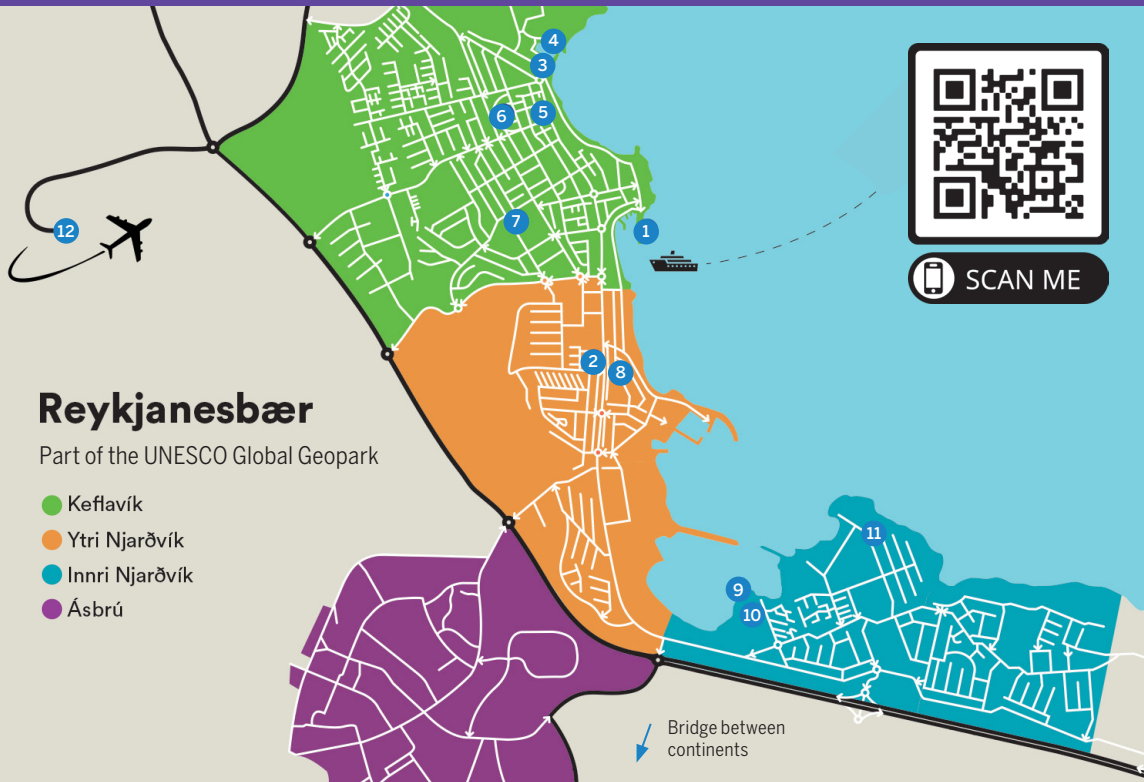 4
3
6
5
7
12
1
SCAN ME
2
8
Reykjanesbær
Part of the UNESCO Global Geopark
Keflavík
Ytri Njarðvík
Innri Njarðvík
Ásbrú
11
9
10
Bridge between
continents